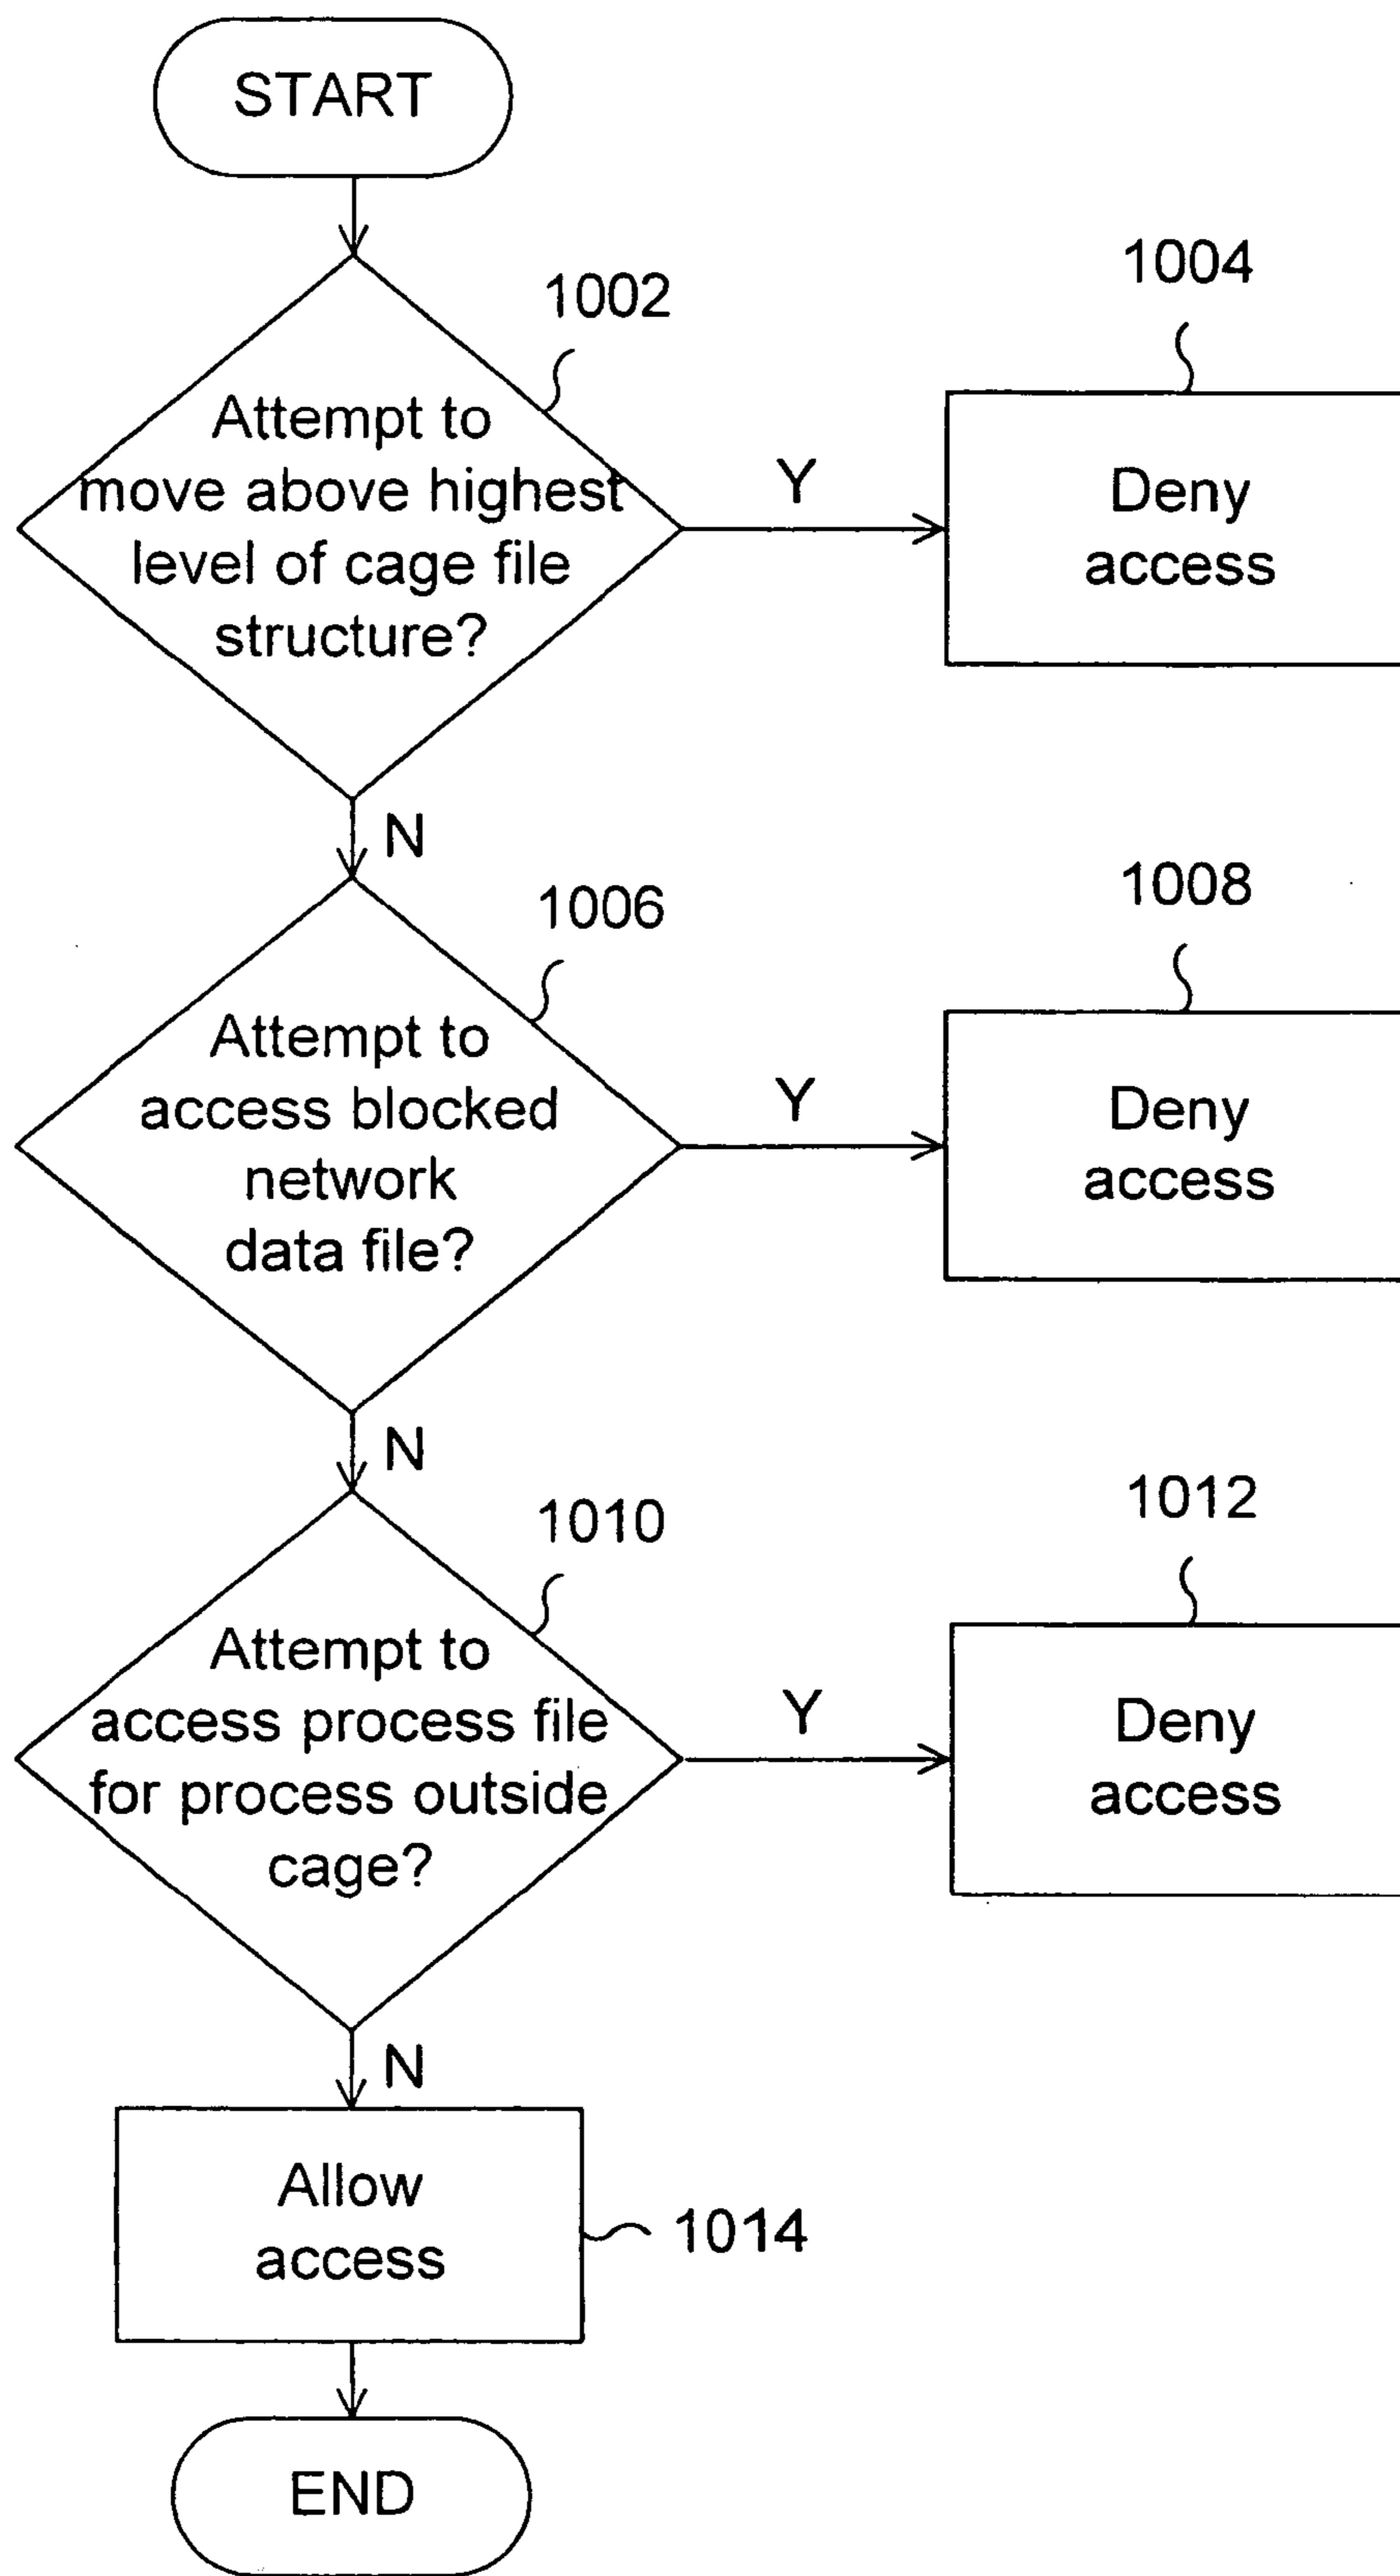 START
1002
Attempt to
move above highest
level of cage file
structure?
Y
1004
Deny
access
N
1006
Attempt to
access blocked
network
data file?
Y
1008
Deny
access
N
1010
Attempt to
access process file
for process outside
cage?
Y
1012
Deny
access
N
Allow
access
1014
END